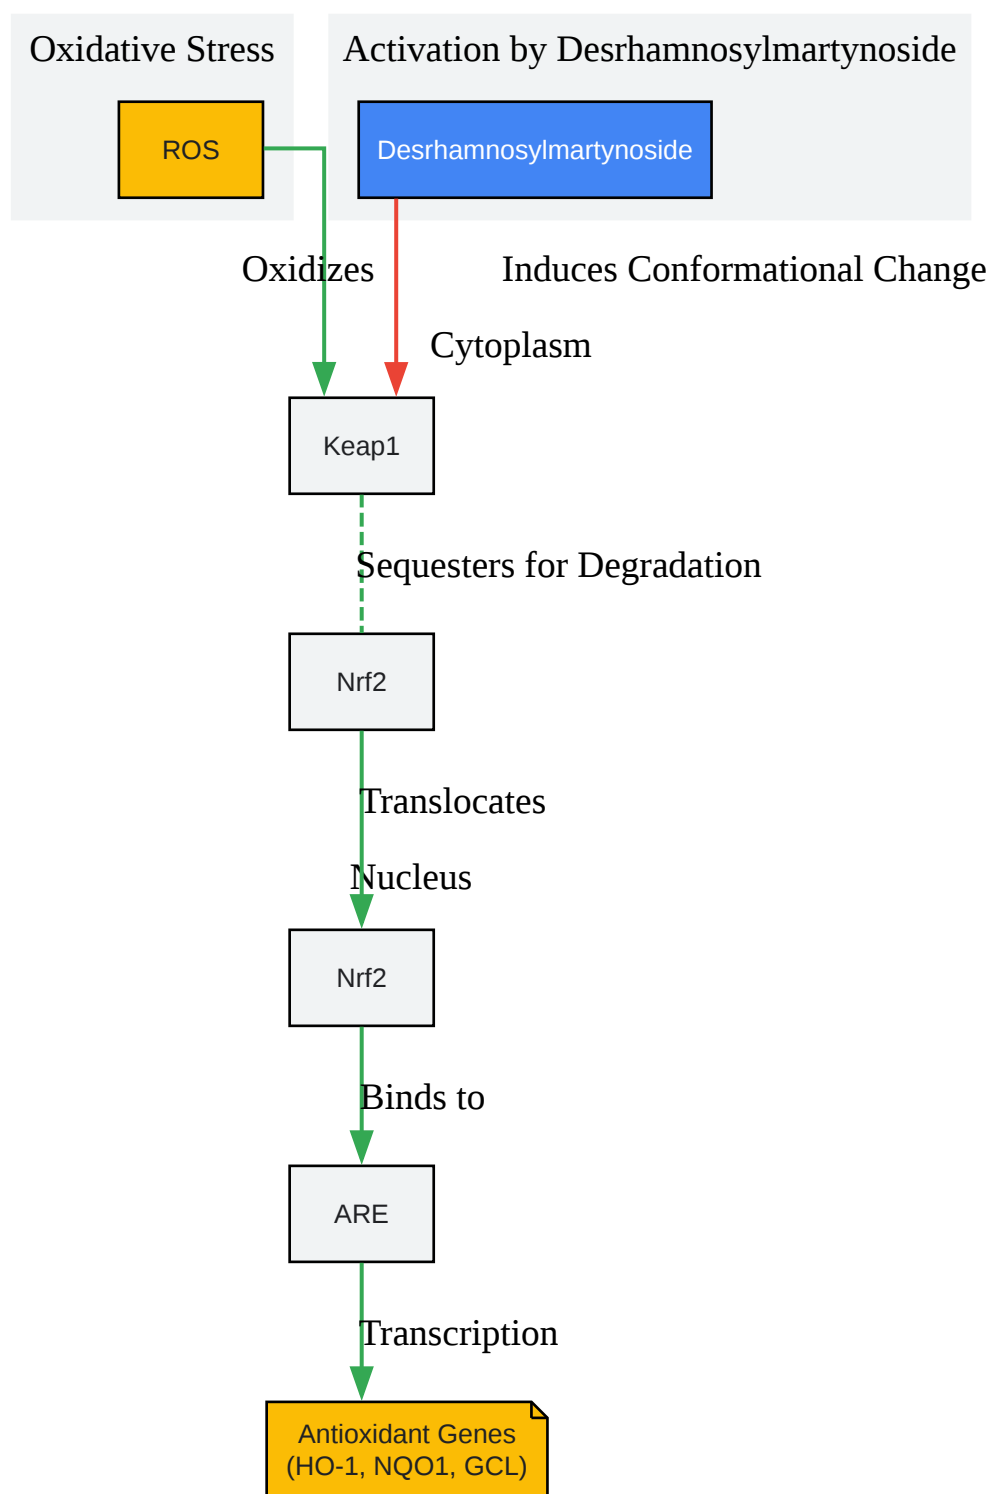 Oxidative Stress
Activation by Desrhamnosylmartynoside
ROS
Desrhamnosylmartynoside
Oxidizes
Induces Conformational Change
Cytoplasm
Keap1
Sequesters for Degradation
Nrf2
Translocates
Nucleus
Nrf2
Binds to
ARE
Transcription
Antioxidant Genes
(HO-1, NQO1, GCL)